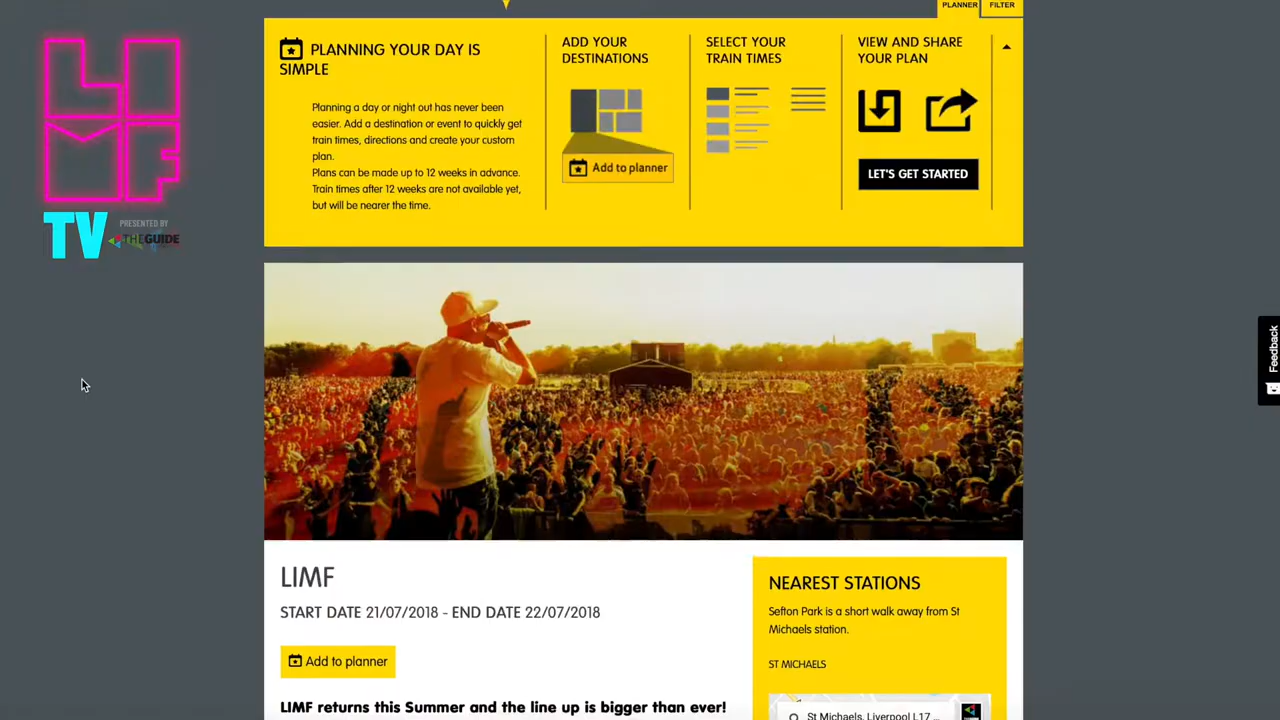 PLANNER
FILTER
LIMF
TV
PRESENTED BY
THEGUIDE
PLANNING YOUR DAY IS
SIMPLE
Planning a day or night out has never been
easier. Add a destination or event to quickly get
train times, directions and create your custom
plan.
Plans can be made up to 12 weeks in advance.
Train times after 12 weeks are not available yet,
but will be nearer the time.
ADD YOUR
DESTINATIONS
Add to planner
SELECT YOUR
TRAIN TIMES
VIEW AND SHARE
YOUR PLAN
LET'S GET STARTED
Feedback
LIMF
START DATE 21/07/2018 - END DATE 22/07/2018
Add to planner
LIMF returns this Summer and the line up is bigger than ever!
NEAREST STATIONS
Sefton Park is a short walk away from St
Michaels station.
ST MICHAELS
St Michaels, Liverpool L17 ...